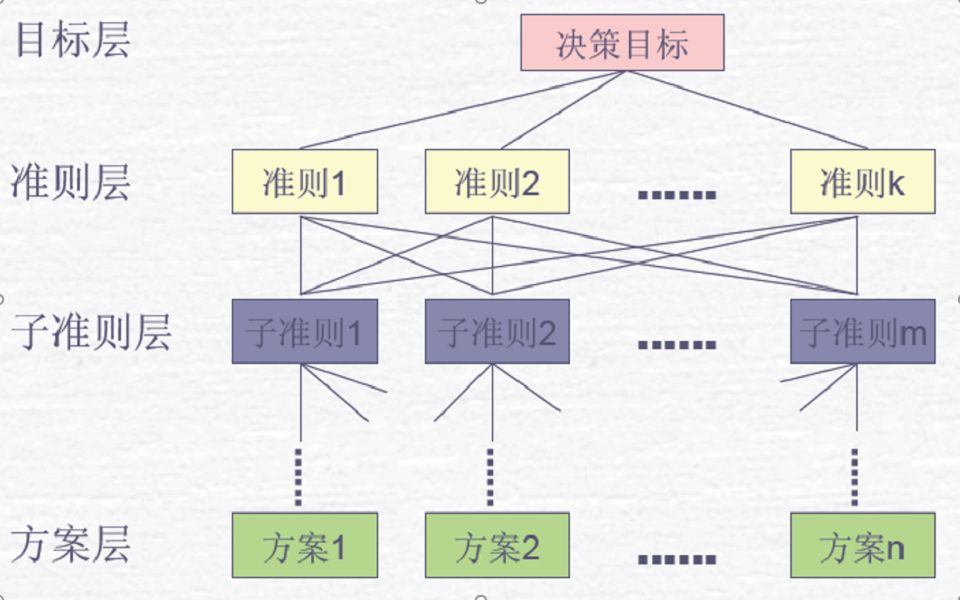 目标层
决策目标
准则层
准则1
准则2
......
准则k
子准则层
子准则1
子准则2
......
子准则m
方案层
方案1
方案2
......
方案n